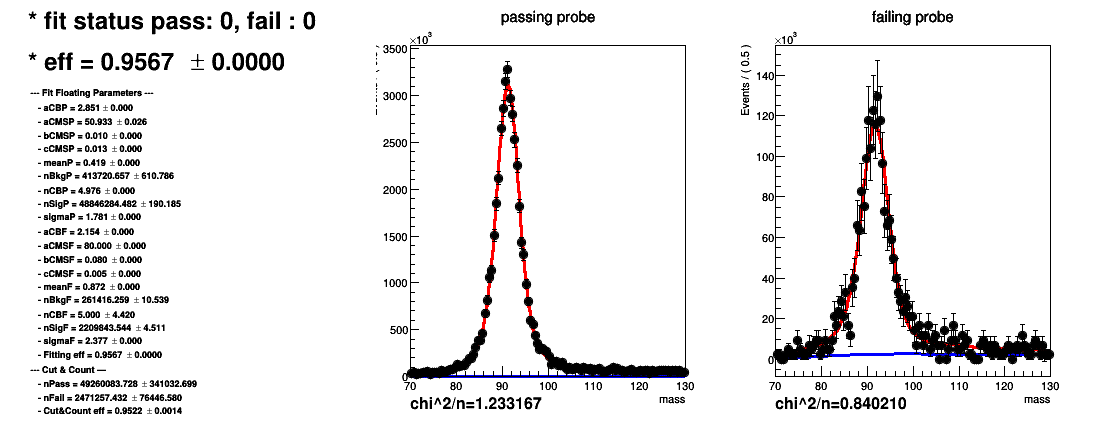 * fit status pass: 0, fail : 0
* eff = 0.9567 ± 0.0000
--- Fit Floating Parameters ---
- aCBP = 2.851 ± 0.000
- aCMSP = 50.933 ± 0.026
- bCMSP = 0.010 ± 0.000
- cCMSP = 0.013 ± 0.000
- meanP = 0.419 ± 0.000
- nBkgP = 413720.657 ± 610.786
- nCBP = 4.976 ± 0.000
- nSigP = 48846284.482 ± 190.185
- sigmaP = 1.781 ± 0.000
- aCBF = 2.154 ± 0.000
- aCMSF = 80.000 ± 0.000
- bCMSF = 0.080 ± 0.000
- cCMSF = 0.005 ± 0.000
- meanF = 0.872 ± 0.000
- nBkgF = 261416.259 ± 10.539
- nCBF = 5.000 ± 4.420
- nSigF = 2209843.544 ± 4.511
- sigmaF = 2.377 ± 0.000
- Fitting eff = 0.9567 ± 0.0000
--- Cut & Count ---
- nPass = 49260083.728 ± 341032.699
- nFail = 2471257.432 ± 76446.580
- Cut&Count eff = 0.9522 ± 0.0014
passing probe
×10³
3500
3000
2500
2000
1500
1000
500
0
70 80 90 100 110 120 130
mass
chi^2/n=1.233167
failing probe
×10³
Events / ( 0.5 )
140
120
100
80
60
40
20
0
70 80 90 100 110 120 130
mass
chi^2/n=0.840210